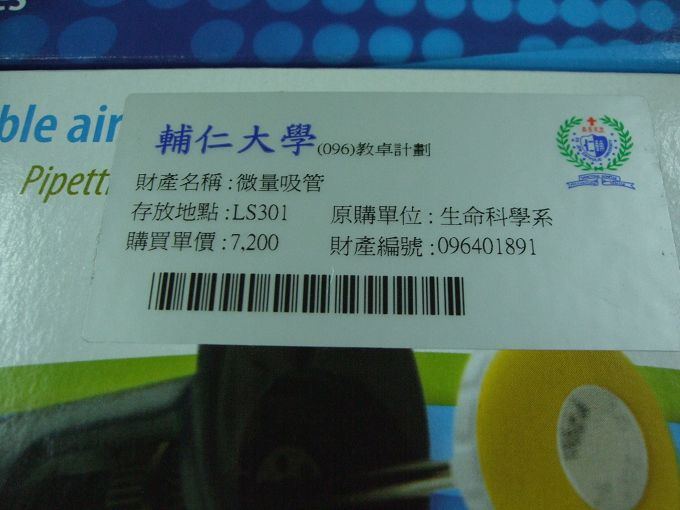 ble air
Pipett
輔仁大學(096)教卓計劃
財產名稱:微量吸管
存放地點:LS301 原購單位:生命科學系
購買單價:7,200 財產編號:096401891